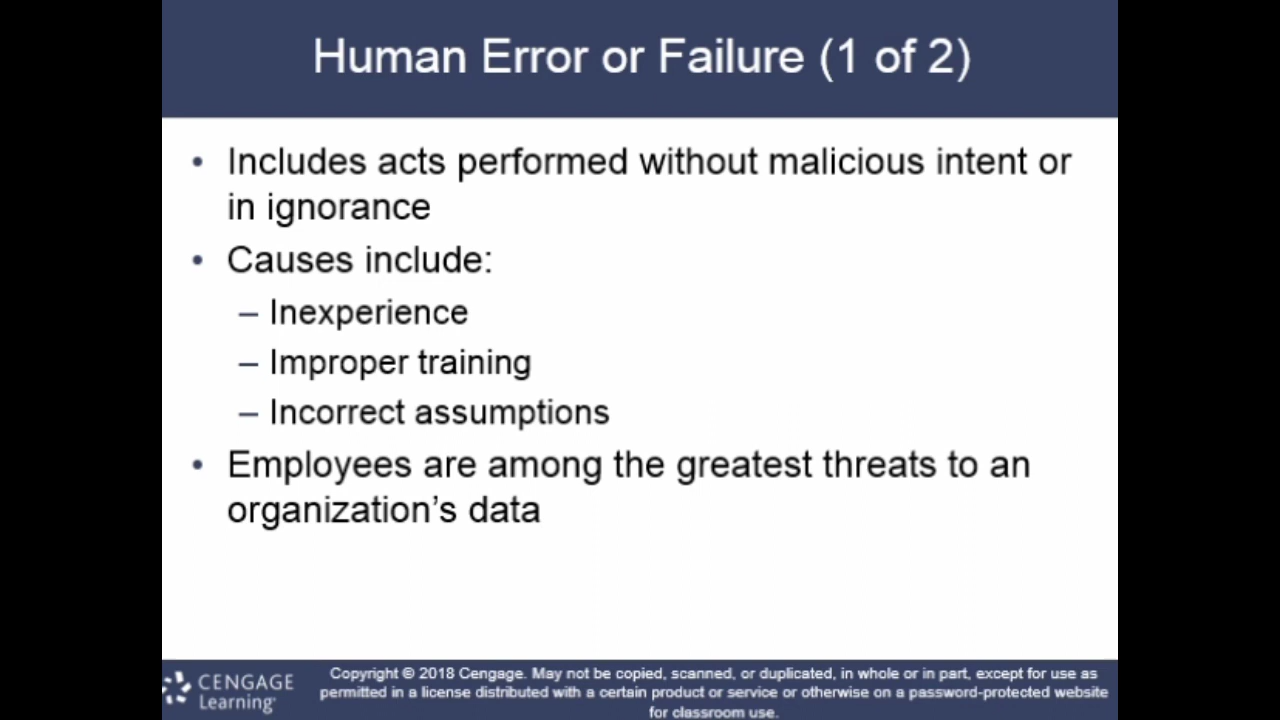 Human Error or Failure (1 of 2)
• Includes acts performed without malicious intent or
in ignorance
• Causes include:
– Inexperience
– Improper training
– Incorrect assumptions
• Employees are among the greatest threats to an
organization’s data
CENGAGE
Learning
Copyright © 2018 Cengage. May not be copied, scanned, or duplicated, in whole or in part, except for use as
permitted in a license distributed with a certain product or service or otherwise on a password-protected website
for classroom use.